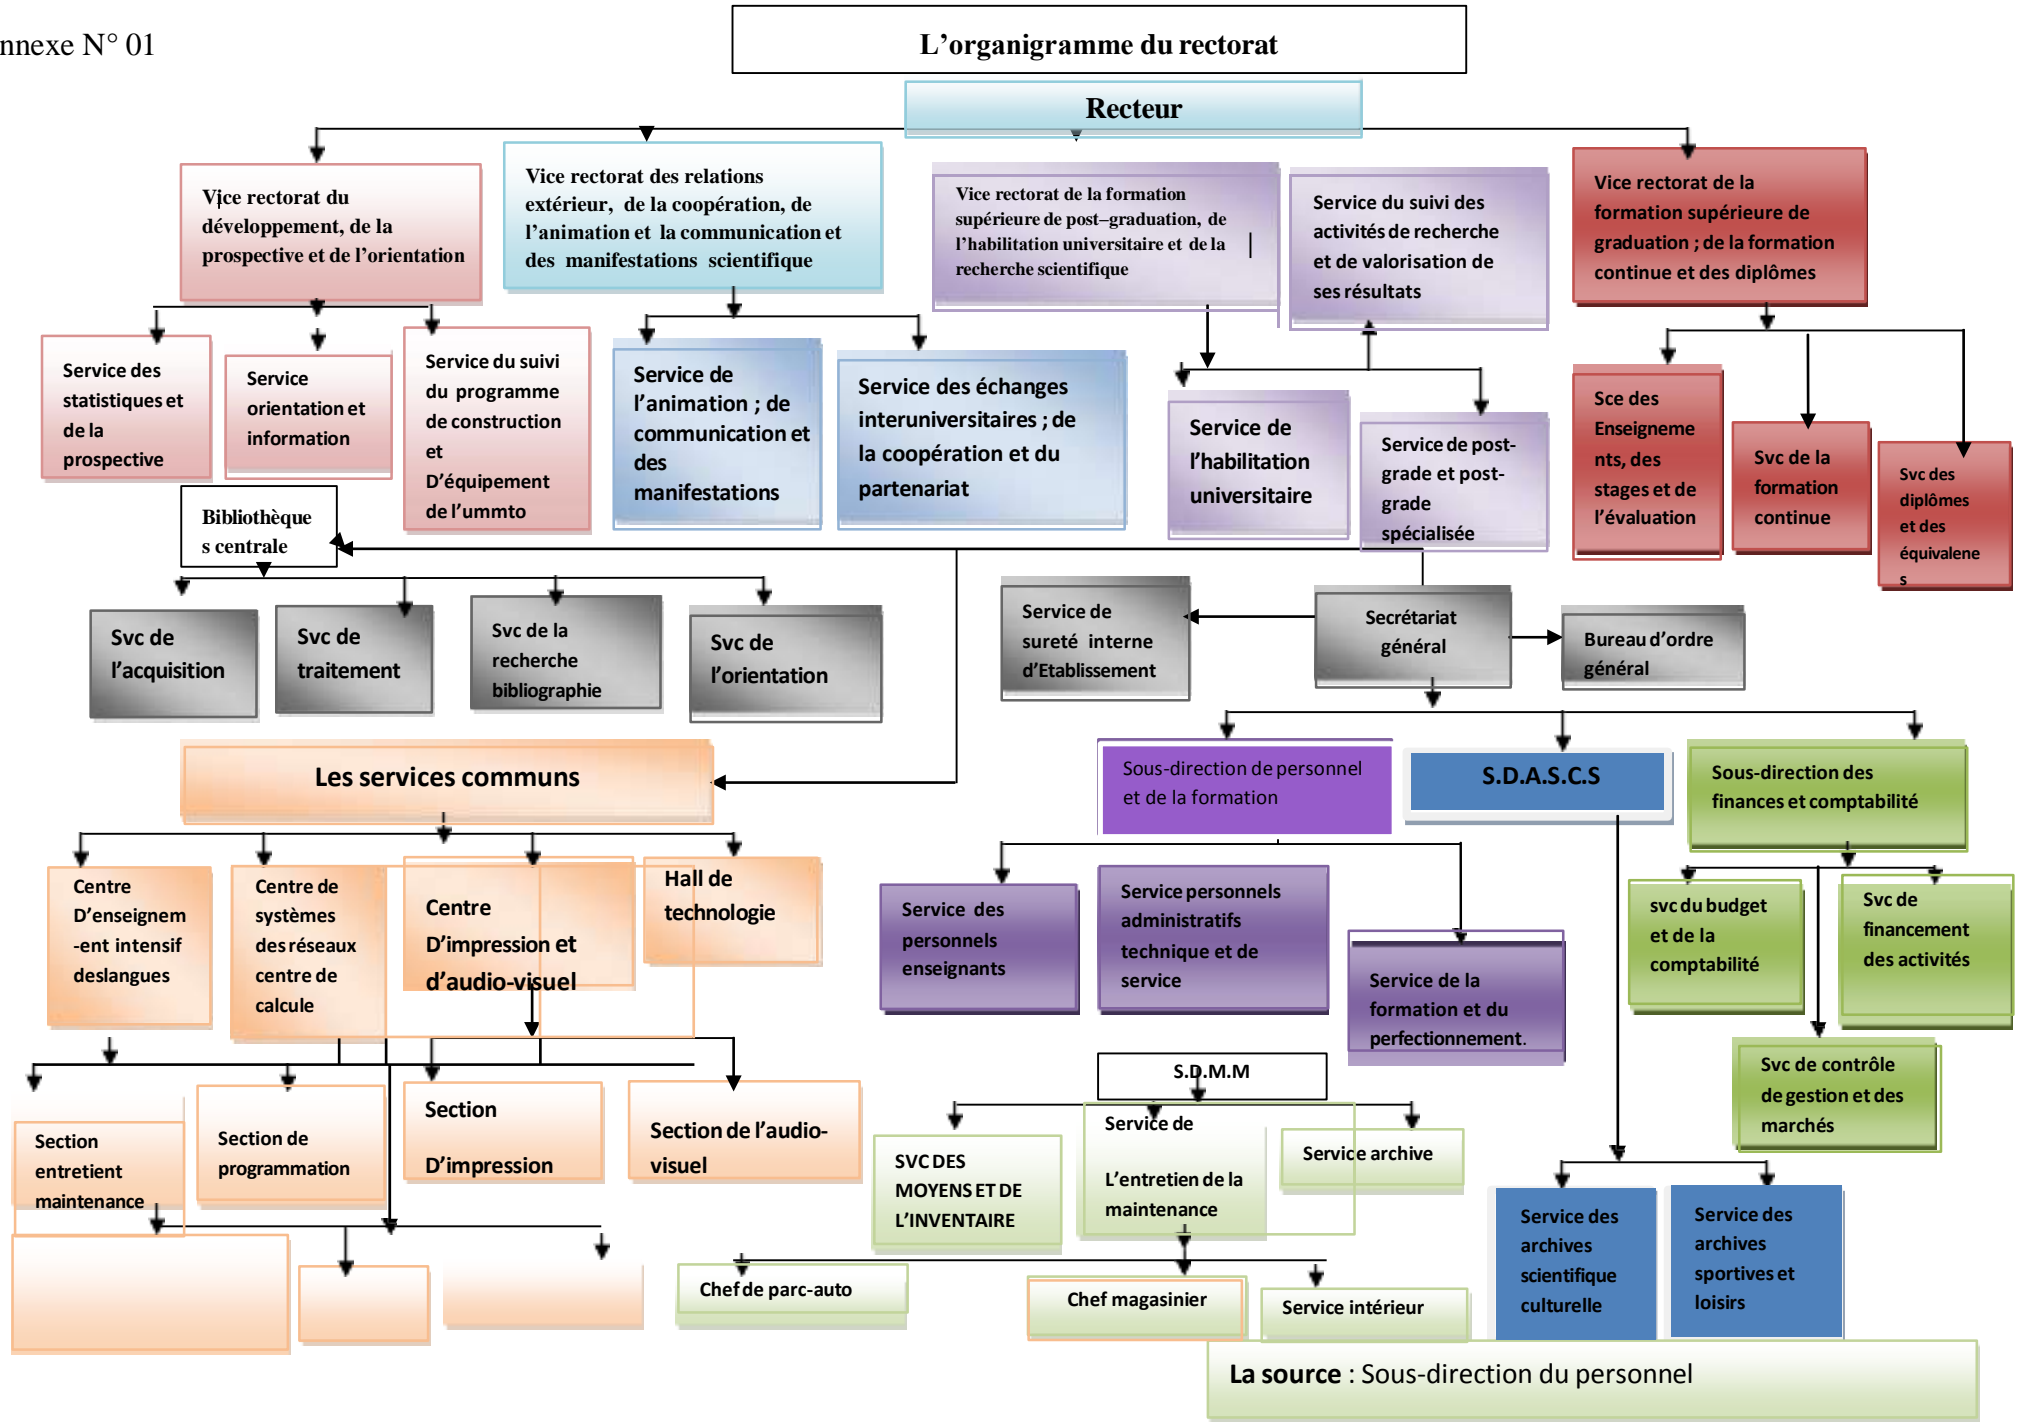 nnexe N° 01
L'organigramme du rectorat
Recteur
Vice rectorat du
développement, de la
prospective et de l'orientation
Vice rectorat des relations
extérieur, de la coopération, de
l'animation et la communication et
des manifestations scientifique
Vice rectorat de la formation
supérieure de post–graduation, de
l'habilitation universitaire et de la
recherche scientifique
Service du suivi des
activités de recherche
et de valorisation de
ses résultats
Vice rectorat de la
formation supérieure de
graduation ; de la formation
continue et des diplômes
Service des
statistiques et
de la
prospective
Service
orientation et
information
Service du suivi
du programme
de construction
et
D'équipement
de l'ummto
Service de
l'animation ; de
communication et
des
manifestations
Service des échanges
interuniversitaires ; de
la coopération et du
partenariat
Service de
l'habilitation
universitaire
Service de post-
grade et post-
grade
spécialisée
Sce des
Enseigneme
nts, des
stages et de
l'évaluation
Svc de la
formation
continue
Svc des
diplômes
et des
équivalene
s
Bibliothèque
s centrale
Svc de
l'acquisition
Svc de
traitement
Svc de la
recherche
bibliographie
Svc de
l'orientation
Service de
sureté interne
d'Etablissement
Secrétariat
général
Bureau d'ordre
général
Les services communs
Sous-direction de personnel
et de la formation
S.D.A.S.C.S
Sous-direction des
finances et comptabilité
Centre
D'enseignem
-ent intensif
deslangues
Centre de
systèmes
des réseaux
centre de
calcule
Centre
D'impression et
d'audio-visuel
Hall de
technologie
Service des
personnels
enseignants
Service personnels
administratifs
technique et de
service
Service de la
formation et du
perfectionnement.
svc du budget
et de la
comptabilité
Svc de
financement
des activités
Svc de contrôle
de gestion et des
marchés
Section
entretient
maintenance
Section de
programmation
Section
D'impression
Section de l'audio-
visuel
S.D.M.M
SVC DES
MOYENS ET DE
L'INVENTAIRE
Service de
L'entretien de la
maintenance
Service archive
Chef de parc-auto
Chef magasinier
Service intérieur
Service des
archives
scientifique
culturelle
Service des
archives
sportives et
loisirs
La source : Sous-direction du personnel